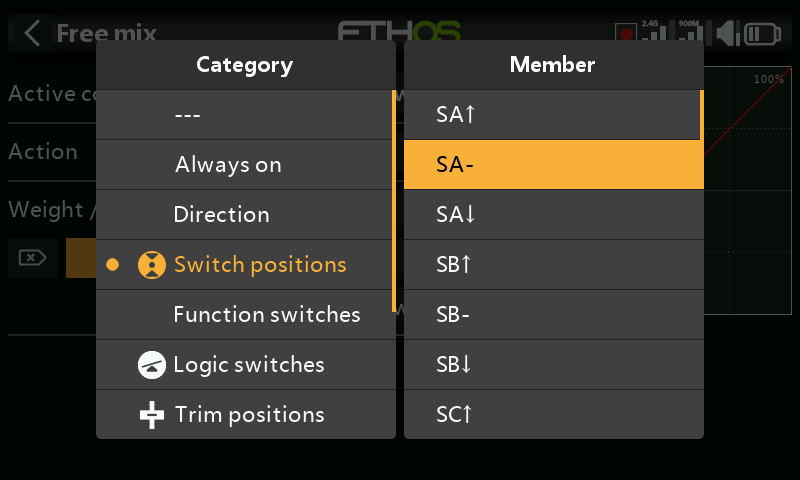 Free mix
ETHOS
2.4G
900M
Category
Member
---
Always on
Direction
Switch positions
Function switches
Logic switches
Trim positions
SA↑
SA-
SA↓
SB↑
SB-
SB↓
SC↑
Active
Action
Weight /
100%